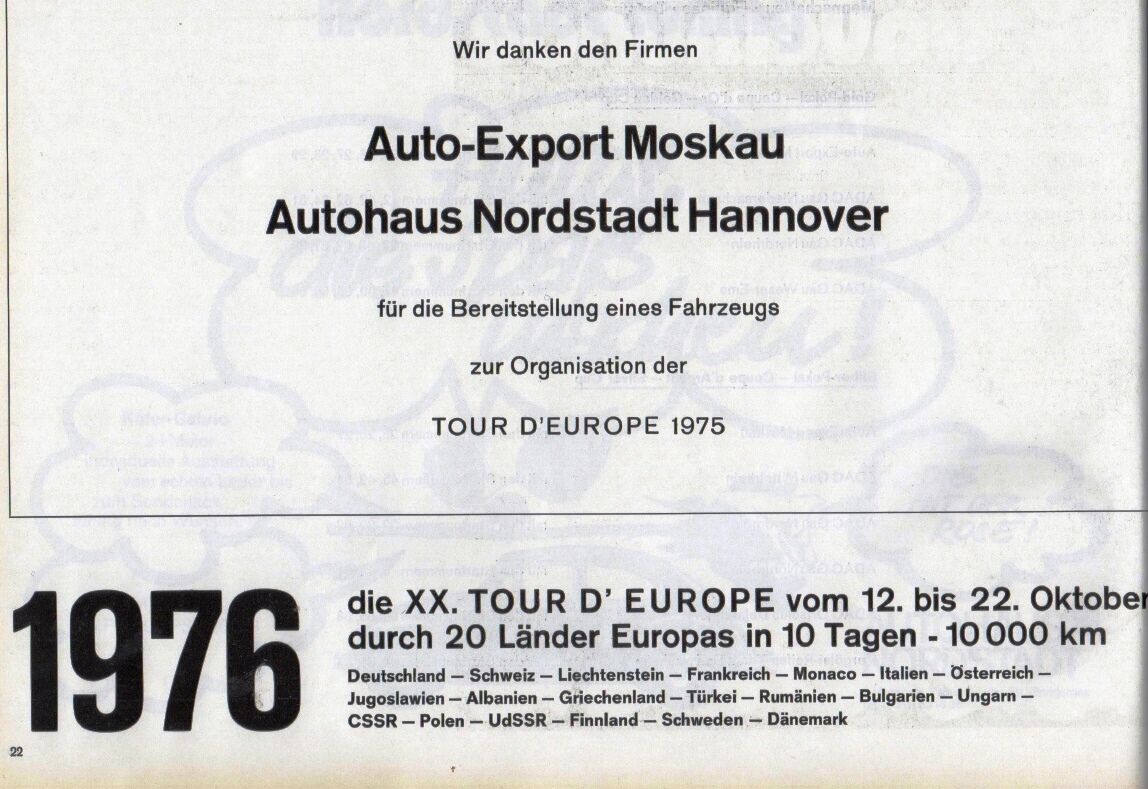 Wir danken den Firmen
Auto-Export Moskau
Autohaus Nordstadt Hannover
für die Bereitstellung eines Fahrzeugs
zur Organisation der
TOUR D'EUROPE 1975
1976
die XX. TOUR D' EUROPE vom 12. bis 22. Oktober
durch 20 Länder Europas in 10 Tagen - 10 000 km
Deutschland — Schweiz — Liechtenstein — Frankreich — Monaco — Italien — Österreich —
Jugoslawien — Albanien — Griechenland — Türkei — Rumänien — Bulgarien — Ungarn —
CSSR — Polen — UdSSR — Finnland — Schweden — Dänemark
22